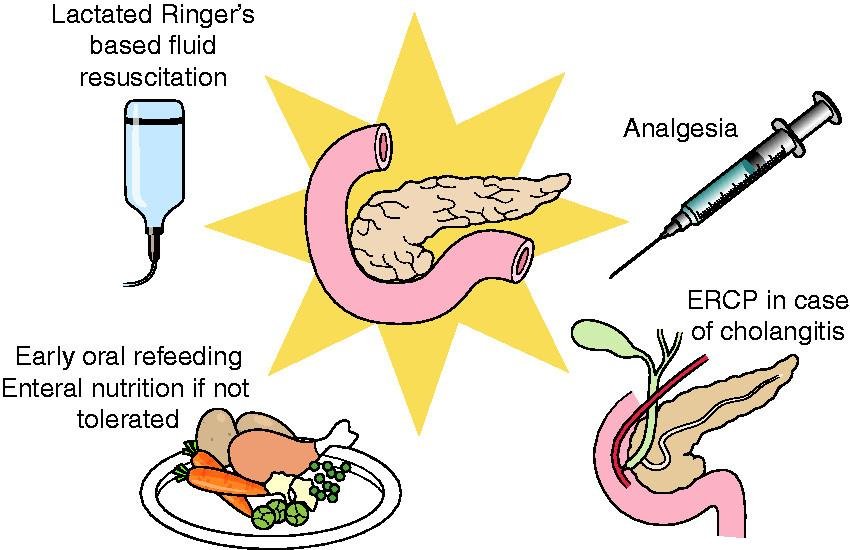 Lactated Ringer's
based fluid
resuscitation
Analgesia
ERCP in case
of cholangitis
Early oral refeeding
Enteral nutrition if not
tolerated